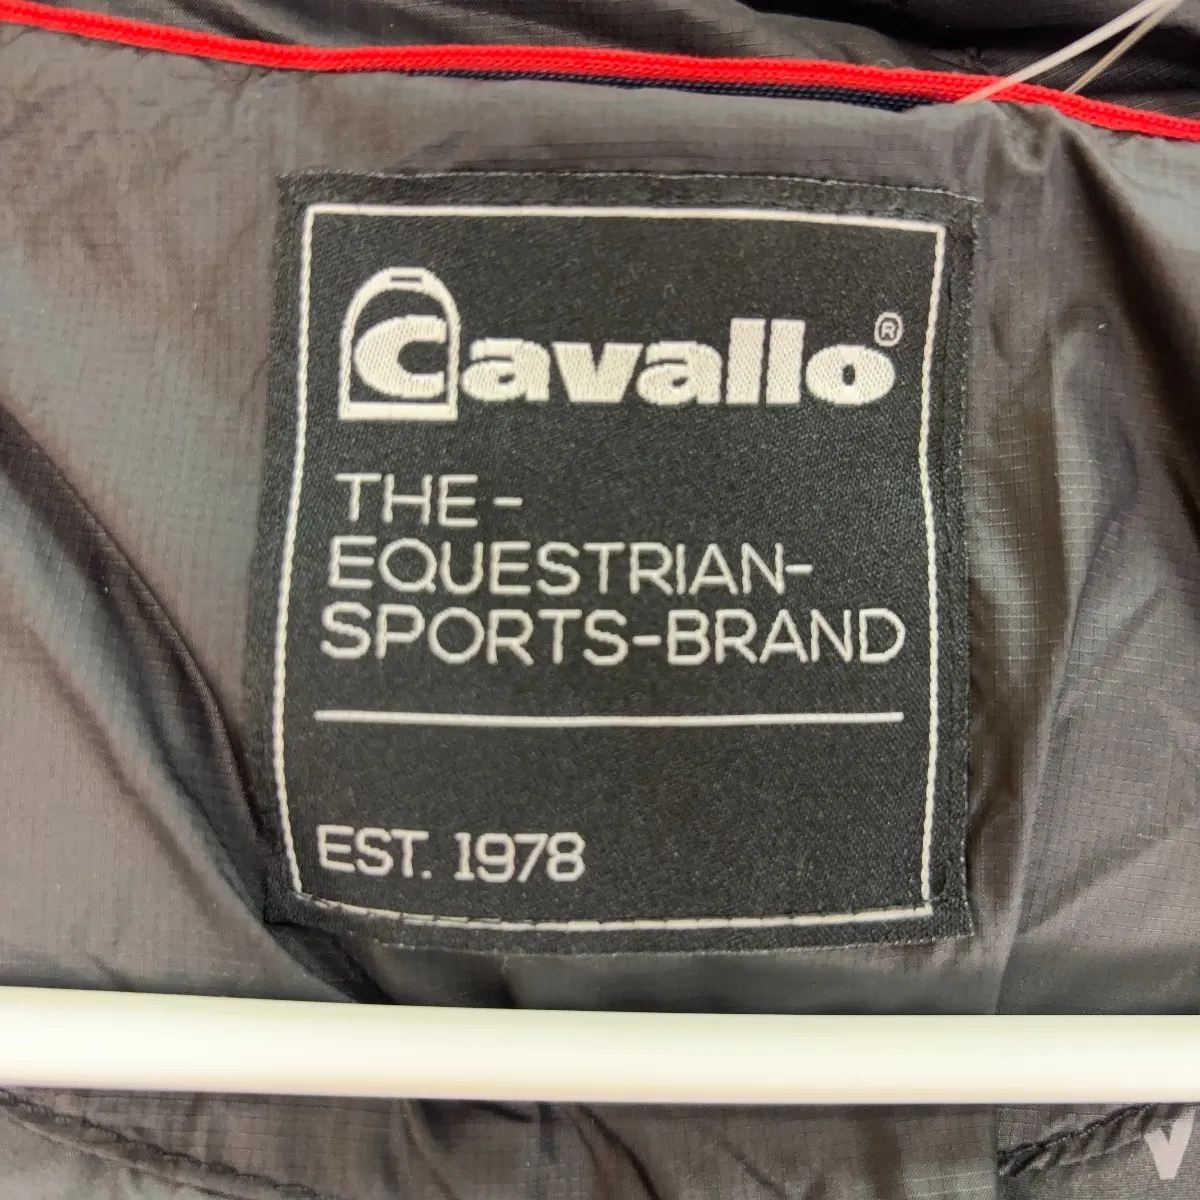 Cavallo®
THE-
EQUESTRIAN-
SPORTS-BRAND
EST. 1978
V